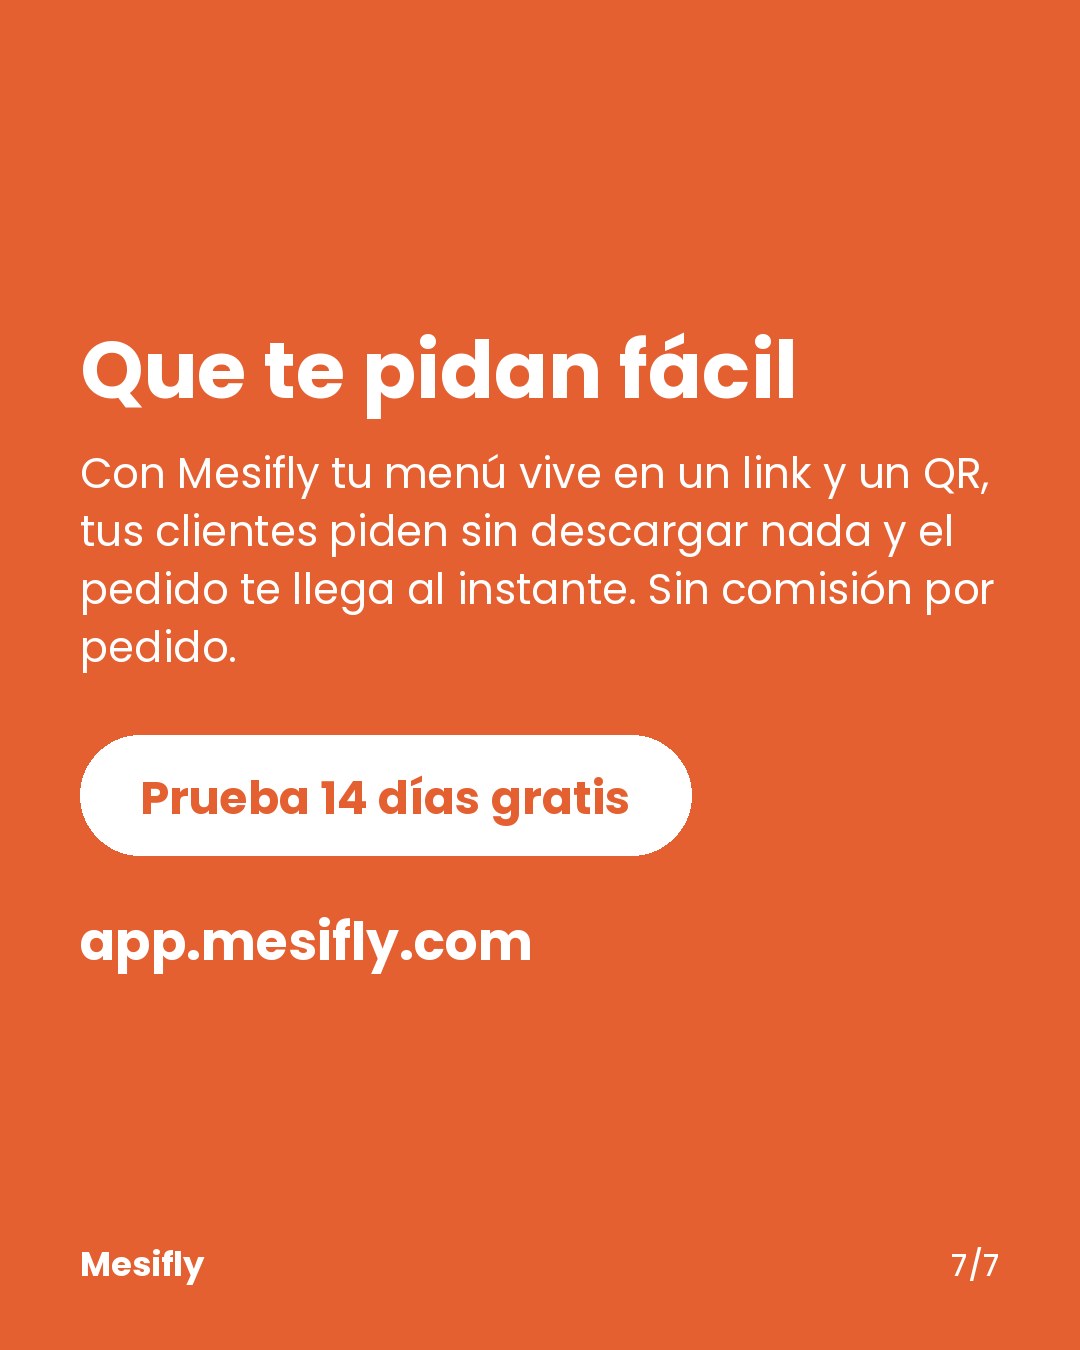 Que te pidan fácil
Con Mesifly tu menú vive en un link y un QR,
tus clientes piden sin descargar nada y el
pedido te llega al instante. Sin comisión por
pedido.
Prueba 14 días gratis
app.mesifly.com
Mesifly
7/7